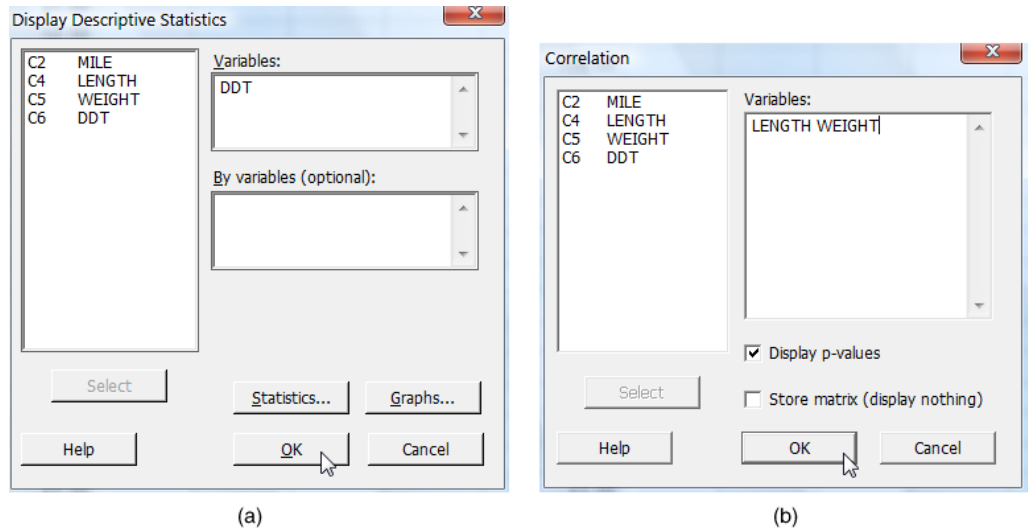 Display Descriptive Statistics
C2 MILE
C4 LENGTH
C5 WEIGHT
C6 DDT
Variables:
DDT
By variables (optional):
Select
Statistics...
Graphs...
Help
OK
Cancel
(a)
Correlation
C2 MILE
C4 LENGTH
C5 WEIGHT
C6 DDT
Variables:
LENGTH WEIGHT
Display p-values
Select
Store matrix (display nothing)
Help
OK
Cancel
(b)